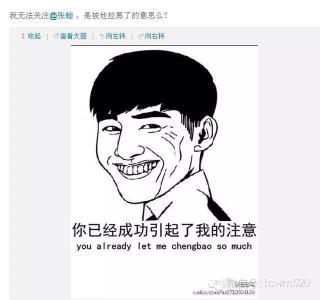 我无法关注@张翰 。是被他拉黑了的意思么？
收起 | 查看大图 | 向左转 | 向右转
你已经成功引起了我的注意
you already let me chengbao so much